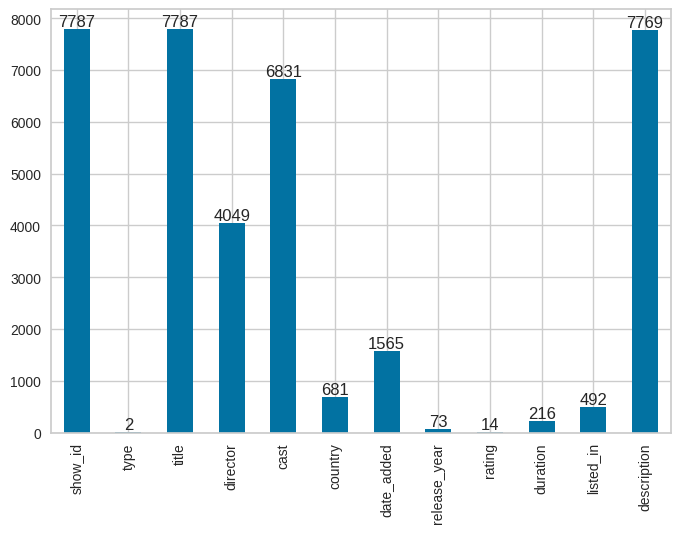 8000
7000
6000
5000
4000
3000
2000
1000
0
7787
2
7787
4049
6831
681
1565
73
14
216
492
7769
show_id
type
title
director
cast
country
date_added
release_year
rating
duration
listed_in
description